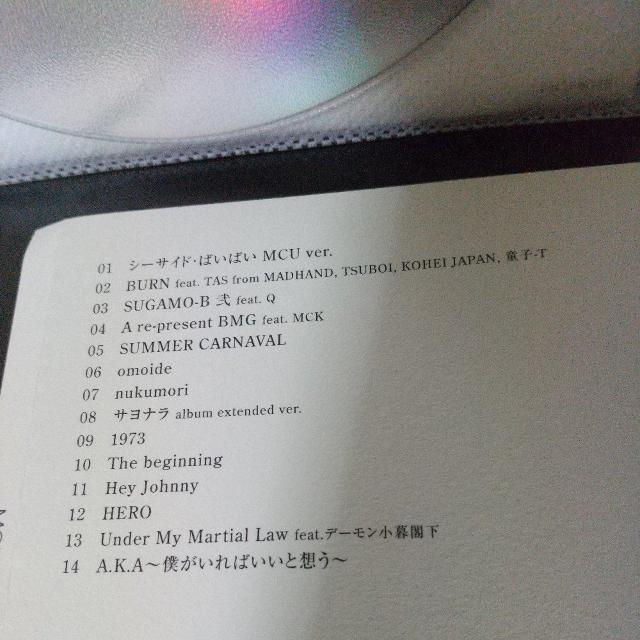 01 シーサイド・ばいばい MCU ver.
02 BURN feat. TAS from MADHAND, TSUBOI, KOHEI JAPAN, 童子-T
03 SUGAMO-B 弐 feat. Q
04 A re-present BMG feat. MCK
05 SUMMER CARNAVAL
06 omoide
07 nukumori
08 サヨナラ album extended ver.
09 1973
10 The beginning
11 Hey Johnny
12 HERO
13 Under My Martial Law feat.デーモン小暮閣下
14 A.K.A～僕がいればいいと想う～